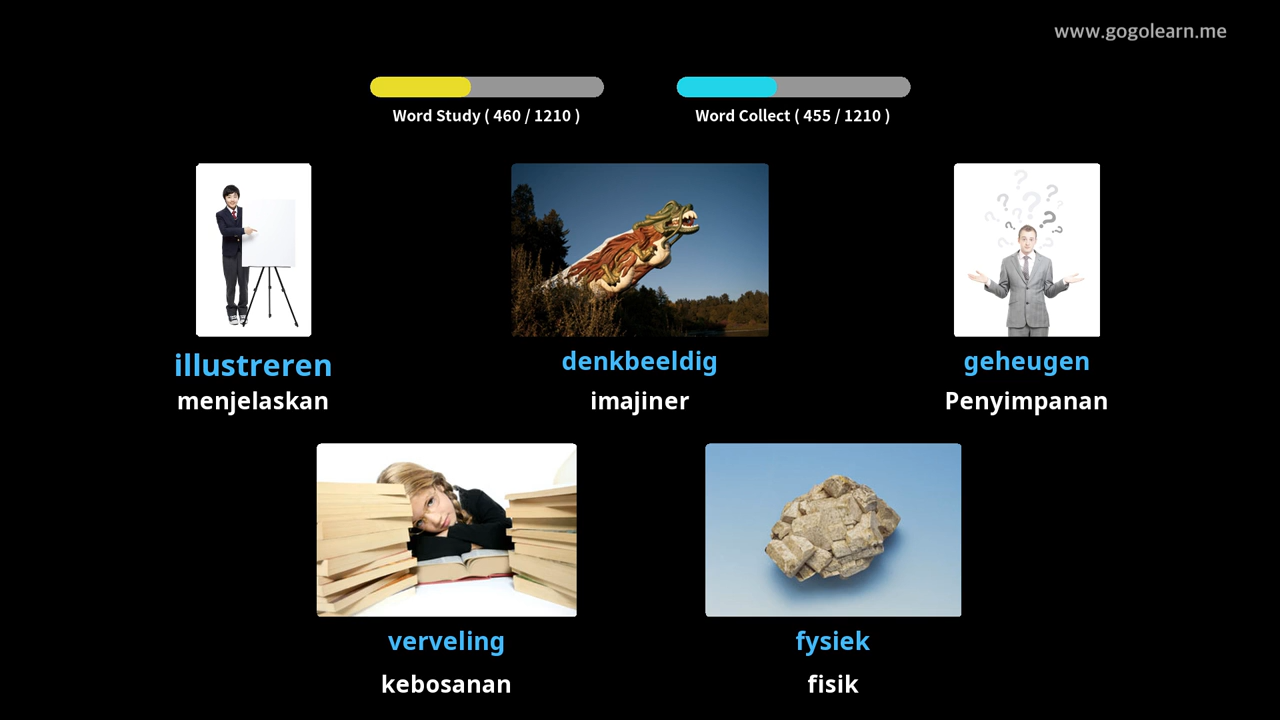 www.gogolearn.me
Word Study ( 460 / 1210 )
Word Collect ( 455 / 1210 )
illustreren
menjelaskan
denkbeeldig
imajiner
geheugen
Penyimpanan
verveling
kebosanan
fysiek
fisik